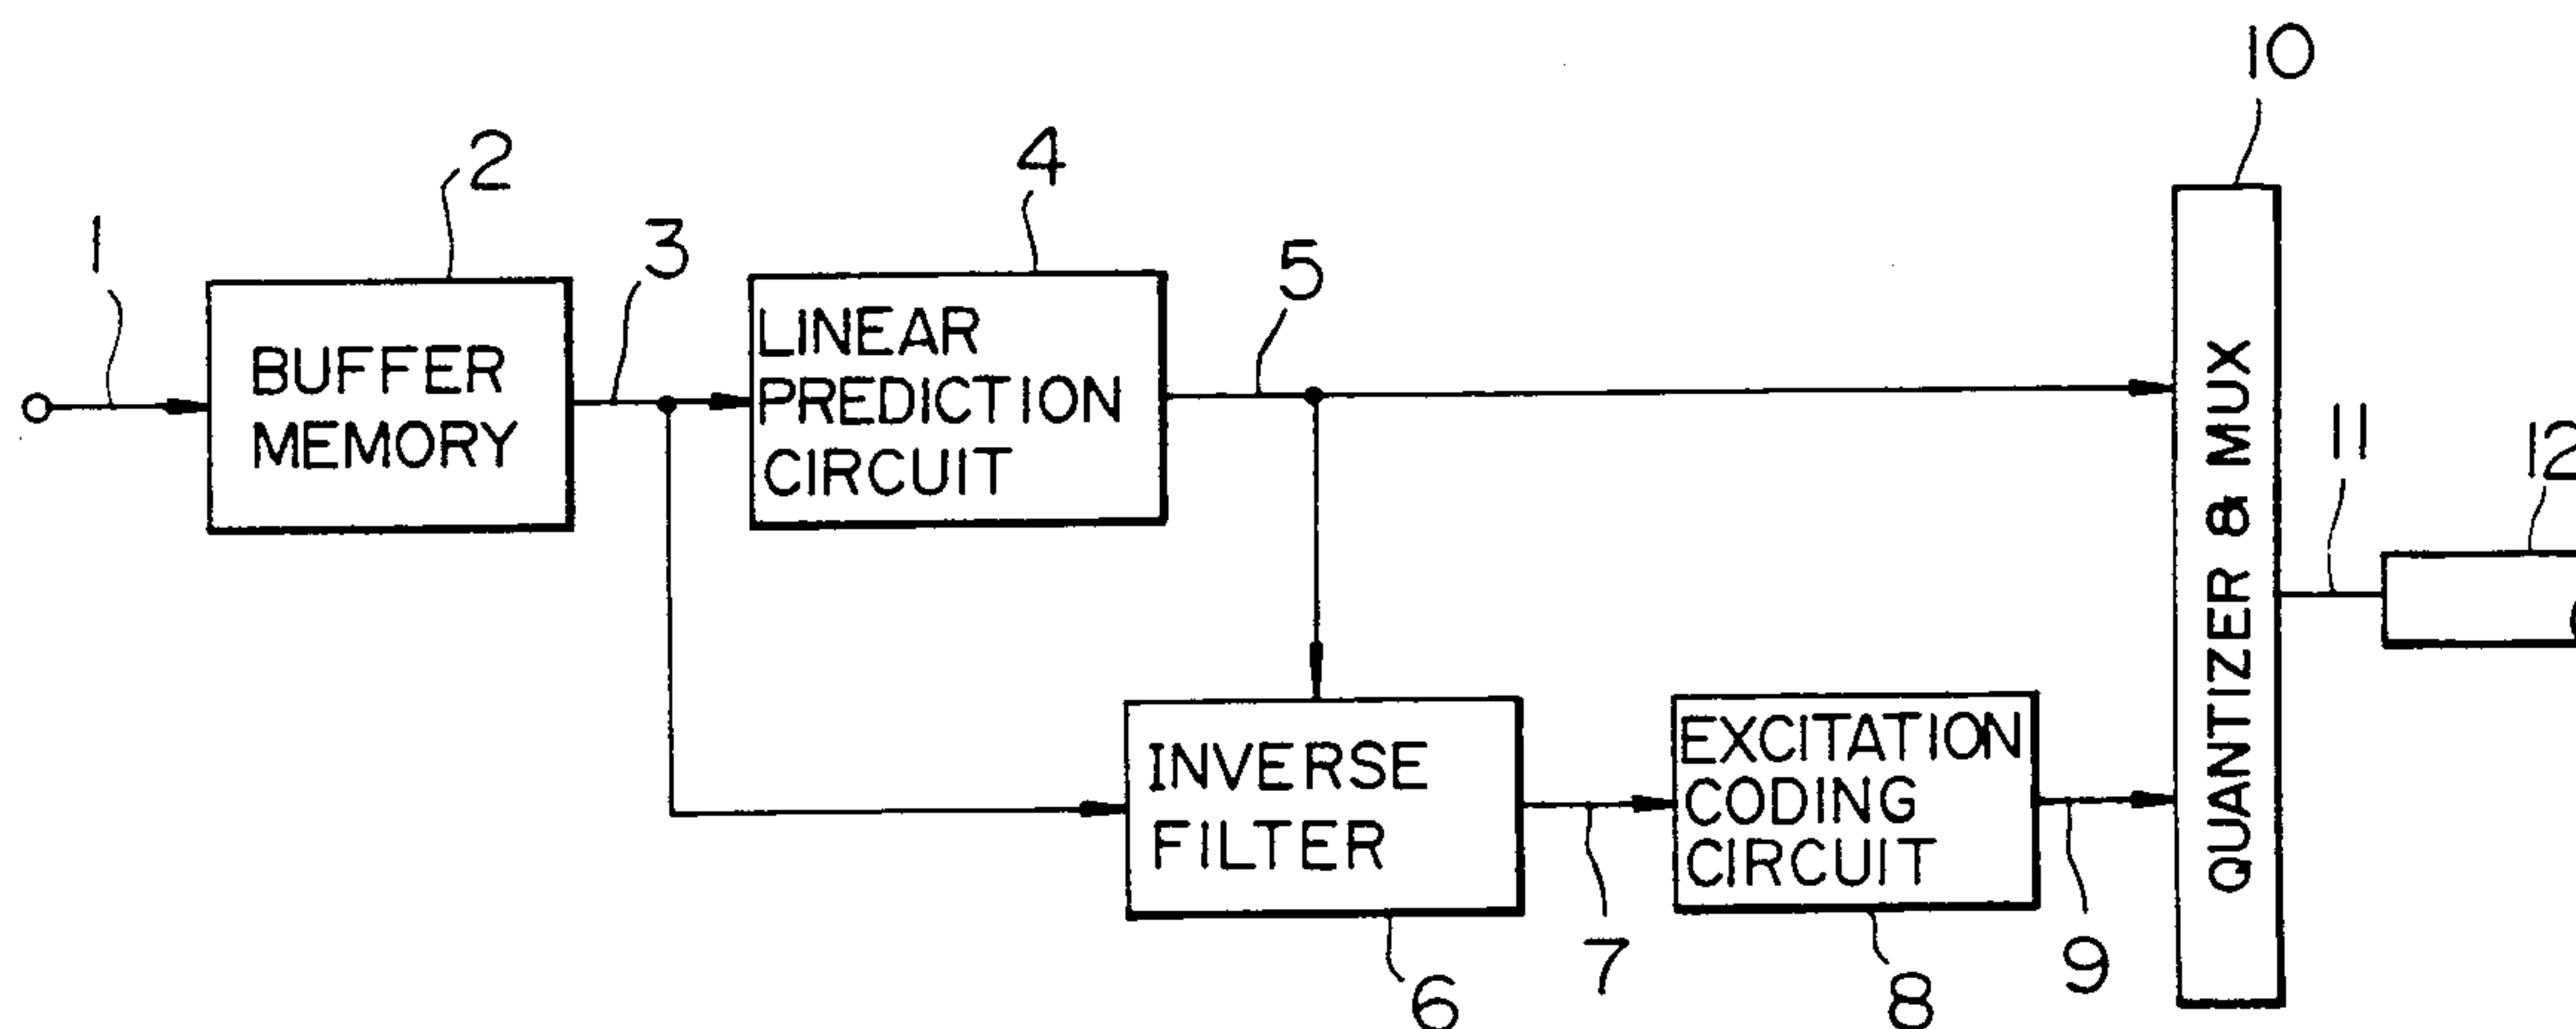 10
2
4
1
3
5
BUFFER
MEMORY
LINEAR
PREDICTION
CIRCUIT
QUANTIZER & MUX
11
12
INVERSE
FILTER
EXCITATION
CODING
CIRCUIT
7
9
6
8